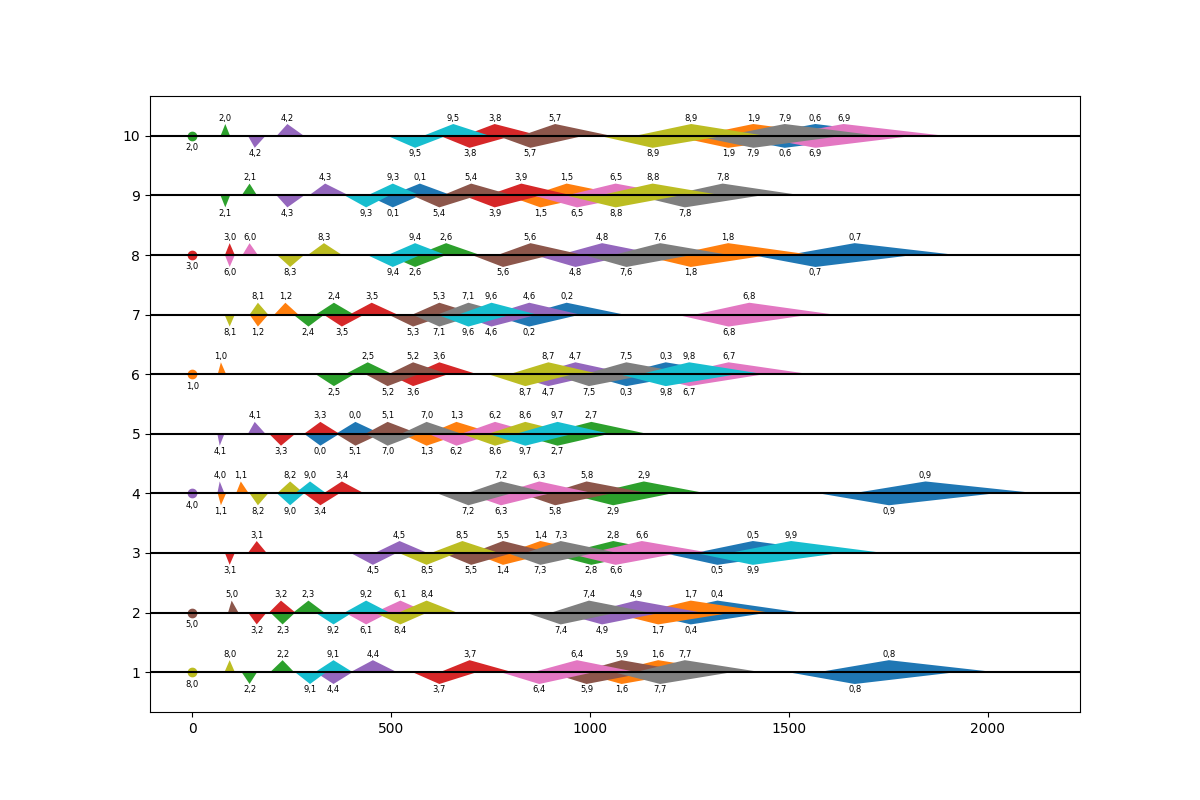 2,0 4,2 9,5 3,8 5,7 8,9 1,9 7,9 0,6 6,9
10
2,0 4,2 9,5 3,8 5,7 8,9 1,9 7,9 0,6 6,9
2,1 4,3 9,3 0,1 5,4 3,9 1,5 6,5 8,8 7,8
9
2,1 4,3 9,3 0,1 5,4 3,9 1,5 6,5 8,8 7,8
3,0 6,0 8,3 9,4 2,6 5,6 4,8 7,6 1,8 0,7
8
3,0 6,0 8,3 9,4 2,6 5,6 4,8 7,6 1,8 0,7
8,1 1,2 2,4 3,5 5,3 7,1 9,6 4,6 0,2 6,8
7
8,1 1,2 2,4 3,5 5,3 7,1 9,6 4,6 0,2 6,8
1,0 2,5 5,2 3,6 8,7 4,7 7,5 0,3 9,8 6,7
6
1,0 2,5 5,2 3,6 8,7 4,7 7,5 0,3 9,8 6,7
4,1 3,3 0,0 5,1 7,0 1,3 6,2 8,6 9,7 2,7
5
4,1 3,3 0,0 5,1 7,0 1,3 6,2 8,6 9,7 2,7
4,0 1,1 8,2 9,0 3,4 7,2 6,3 5,8 2,9 0,9
4
4,0 1,1 8,2 9,0 3,4 7,2 6,3 5,8 2,9 0,9
3,1 4,5 8,5 5,5 1,4 7,3 2,8 6,6 0,5 9,9
3
3,1 4,5 8,5 5,5 1,4 7,3 2,8 6,6 0,5 9,9
5,0 3,2 2,3 9,2 6,1 8,4 7,4 4,9 1,7 0,4
2
5,0 3,2 2,3 9,2 6,1 8,4 7,4 4,9 1,7 0,4
8,0 2,2 9,1 4,4 3,7 6,4 5,9 1,6 7,7 0,8
1
8,0 2,2 9,1 4,4 3,7 6,4 5,9 1,6 7,7 0,8
0 500 1000 1500 2000